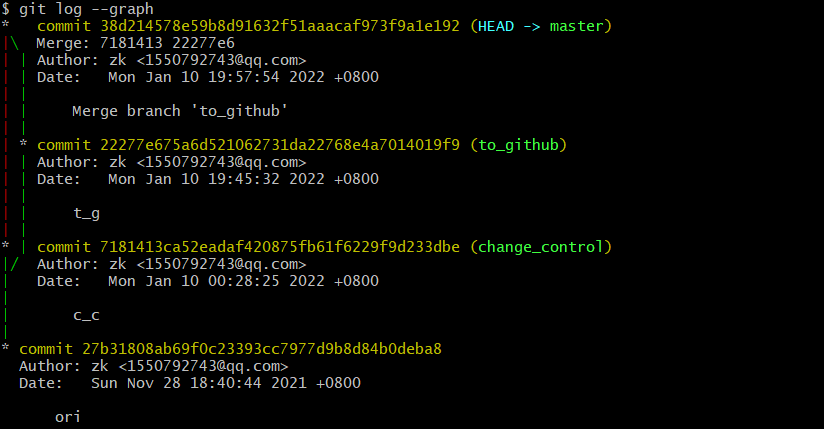 $ git log --graph
*   commit 38d214578e59b8d91632f51aaacaf973f9a1e192 (HEAD -> master)
|\  Merge: 7181413 22277e6
| | Author: zk <1550792743@qq.com>
| | Date:   Mon Jan 10 19:57:54 2022 +0800
| |
| |     Merge branch 'to_github'
| |
| * commit 22277e675a6d521062731da22768e4a7014019f9 (to_github)
| | Author: zk <1550792743@qq.com>
| | Date:   Mon Jan 10 19:45:32 2022 +0800
| |
| |     t_g
| |
* | commit 7181413ca52eadaf420875fb61f6229f9d233dbe (change_control)
|/  Author: zk <1550792743@qq.com>
|   Date:   Mon Jan 10 00:28:25 2022 +0800
|
|       c_c
|
* commit 27b31808ab69f0c23393cc7977d9b8d84b0deba8
  Author: zk <1550792743@qq.com>
  Date:   Sun Nov 28 18:40:44 2021 +0800

      ori